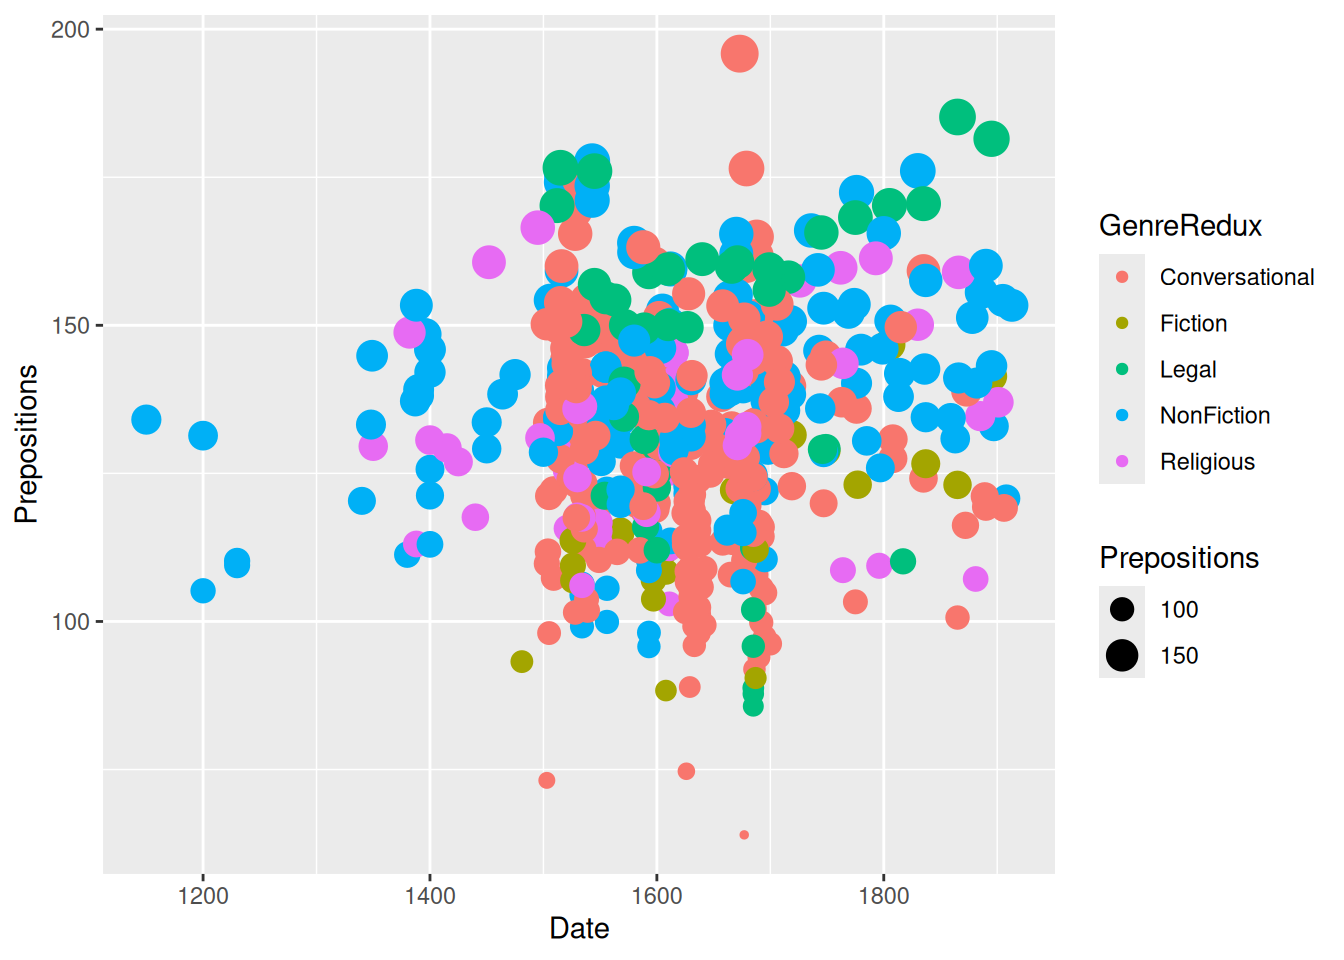 200
150
100
Prepositions
1200
1400
1600
1800
Date
GenreRedux
Conversational
Fiction
Legal
NonFiction
Religious
Prepositions
100
150